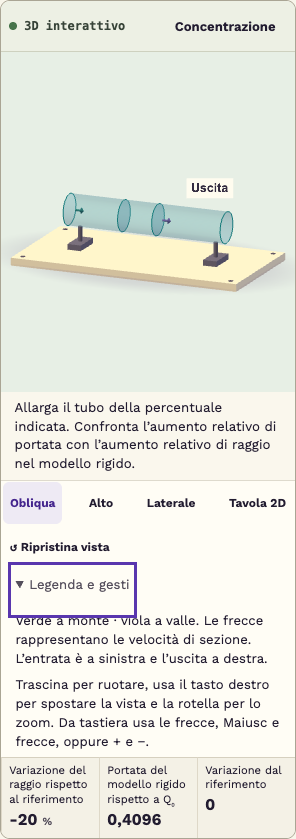 3D interattivo
Concentrazione
Uscita
Allarga il tubo della percentuale
indicata. Confronta l’aumento relativo di
portata con l’aumento relativo di raggio
nel modello rigido.
Obliqua Alto Laterale Tavola 2D
↺ Ripristina vista
▼ Legenda e gesti
Verde a monte · viola a valle. Le frecce
rappresentano le velocità di sezione.
L’entrata è a sinistra e l’uscita a destra.
Trascina per ruotare, usa il tasto destro
per spostare la vista e la rotella per lo
zoom. Da tastiera usa le frecce, Maiusc e
frecce, oppure + e −.
Variazione del
raggio rispetto
al riferimento
-20 %
Portata del
modello rigido
rispetto a Q₀
0,4096
Variazione dal
riferimento
0